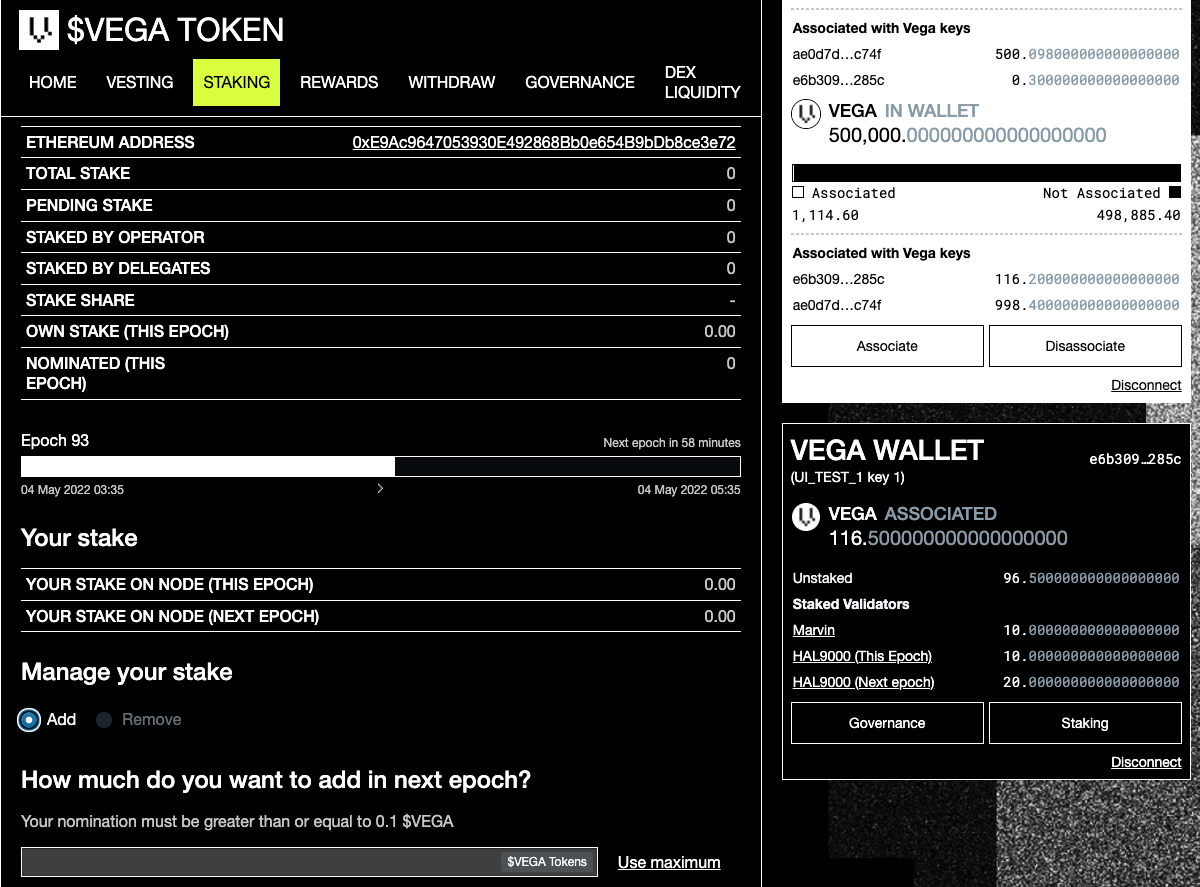 $VEGA TOKEN
HOME VESTING STAKING REWARDS WITHDRAW GOVERNANCE DEX LIQUIDITY
ETHEREUM ADDRESS 0xE9Ac9647053930E492868Bb0e654B9bDb8ce3e72
TOTAL STAKE 0
PENDING STAKE 0
STAKED BY OPERATOR 0
STAKED BY DELEGATES 0
STAKE SHARE -
OWN STAKE (THIS EPOCH) 0.00
NOMINATED (THIS EPOCH) 0
Epoch 93 Next epoch in 58 minutes
04 May 2022 03:35 04 May 2022 05:35
Your stake
YOUR STAKE ON NODE (THIS EPOCH) 0.00
YOUR STAKE ON NODE (NEXT EPOCH) 0.00
Manage your stake
Add Remove
How much do you want to add in next epoch?
Your nomination must be greater than or equal to 0.1 $VEGA
$VEGA Tokens Use maximum
Associated with Vega keys
ae0d7d…c74f 500.098000000000000000
e6b309…285c 0.300000000000000000
VEGA IN WALLET
500,000.000000000000000000
Associated Not Associated
1,114.60 498,885.40
Associated with Vega keys
e6b309…285c 116.200000000000000000
ae0d7d…c74f 998.400000000000000000
Associate Disassociate
Disconnect
VEGA WALLET e6b309…285c
(UI_TEST_1 key 1)
VEGA ASSOCIATED
116.500000000000000000
Unstaked 96.500000000000000000
Staked Validators
Marvin 10.000000000000000000
HAL9000 (This Epoch) 10.000000000000000000
HAL9000 (Next epoch) 20.000000000000000000
Governance Staking
Disconnect